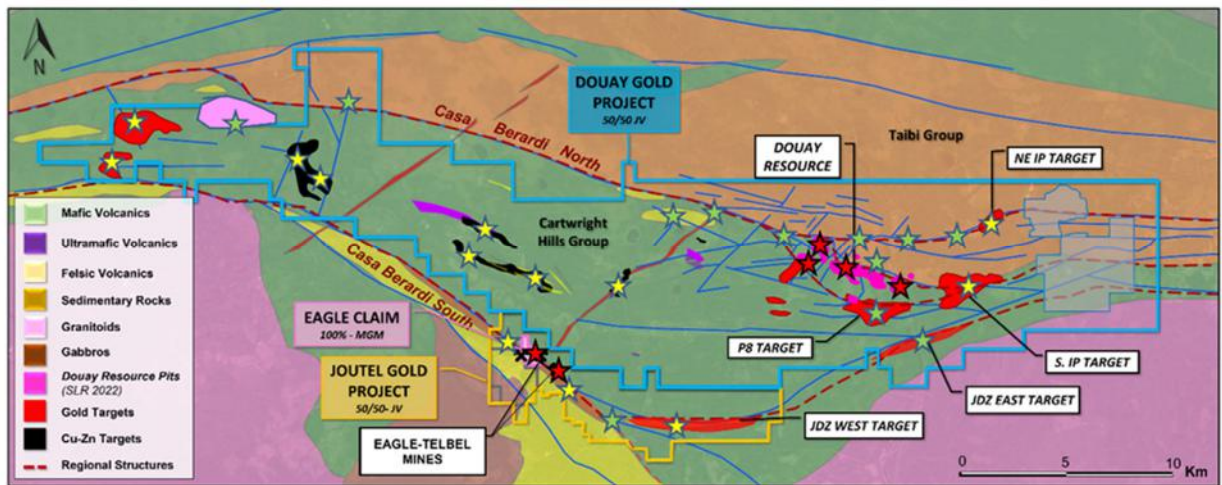 N
DOUAY GOLD
PROJECT
50/50 JV
Casa Berardi North
DOUAY
RESOURCE
Taibi Group
NE IP TARGET
Cartwright
Hills Group
Casa Berardi South
EAGLE CLAIM
100% - MGM
JOUTEL GOLD
PROJECT
50/50- JV
EAGLE-TELBEL
MINES
P8 TARGET
S. IP TARGET
JDZ EAST TARGET
JDZ WEST TARGET
Mafic Volcanics
Ultramafic Volcanics
Felsic Volcanics
Sedimentary Rocks
Granitoids
Gabbros
Douay Resource Pits
(SLR 2022)
Gold Targets
Cu-Zn Targets
Regional Structures
0 5 10
Km